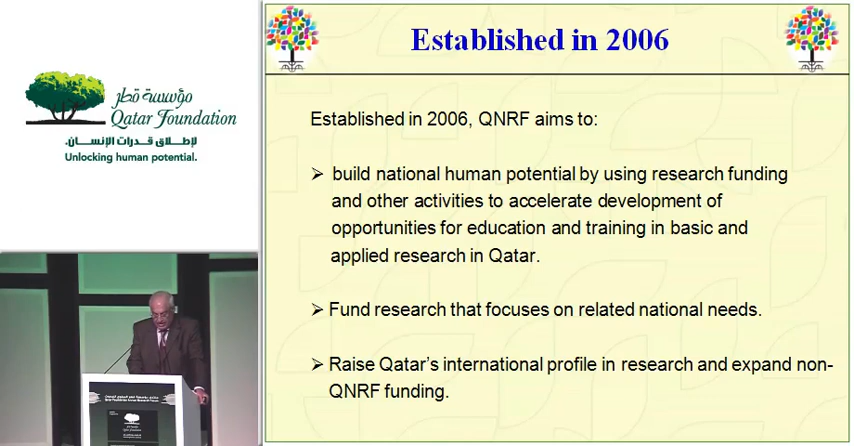 مؤسسة قطر
Qatar Foundation
لإطلاق قدرات الإنسان.
Unlocking human potential.
Established in 2006
Established in 2006, QNRF aims to:
➢ build national human potential by using research funding
and other activities to accelerate development of
opportunities for education and training in basic and
applied research in Qatar.
➢ Fund research that focuses on related national needs.
➢ Raise Qatar's international profile in research and expand non-
QNRF funding.